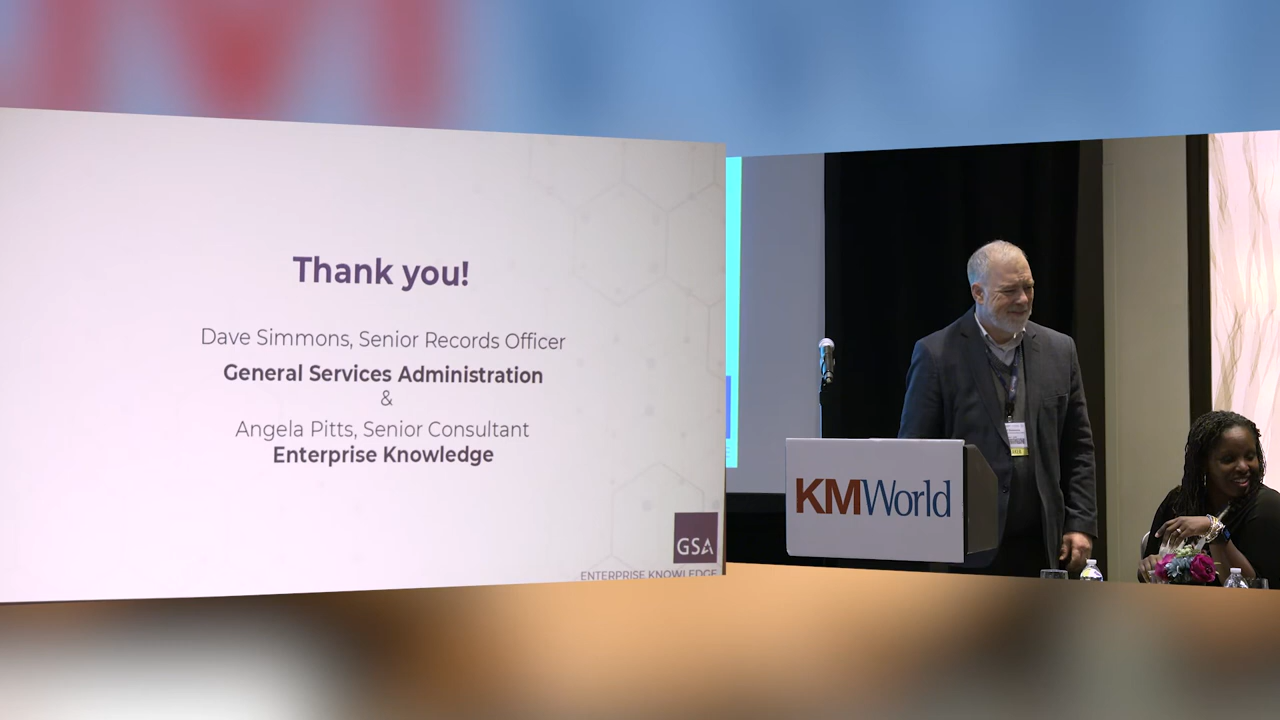 Thank you!
Dave Simmons, Senior Records Officer
General Services Administration
&
Angela Pitts, Senior Consultant
Enterprise Knowledge
GSA
ENTERPRISE KNOWLEDGE
KMWorld